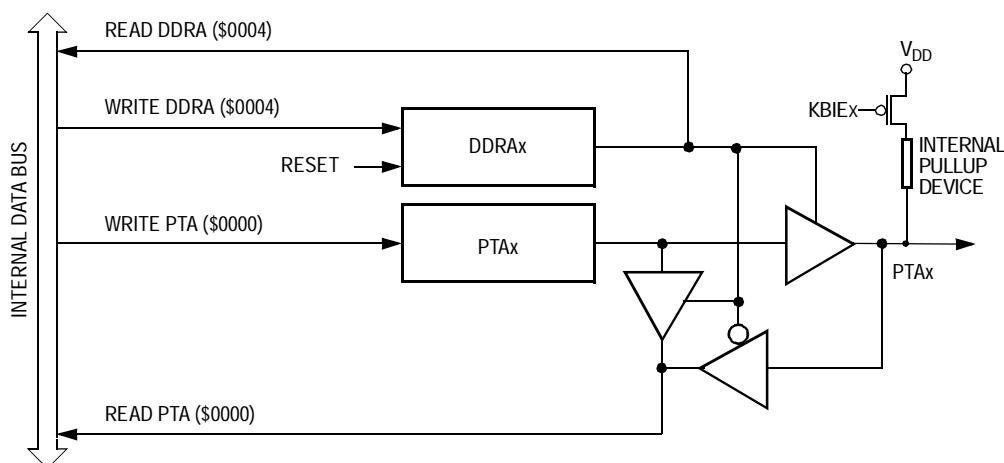 READ DDRA ($0004)
V_DD
WRITE DDRA ($0004)
KBIEx
DDRAx
INTERNAL
PULLUP
DEVICE
RESET
INTERNAL DATA BUS
WRITE PTA ($0000)
PTAx
PTAx
READ PTA ($0000)